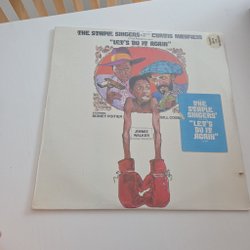 THE STAPLE SINGERS
CURTIS MAYFIELD
"LET'S DO IT AGAIN"
SIDNEY POITIER
BILL COSBY
JIMMIE
WALKER
THE
STAPLE
SINGERS'
"LET'S
DO IT
AGAIN"